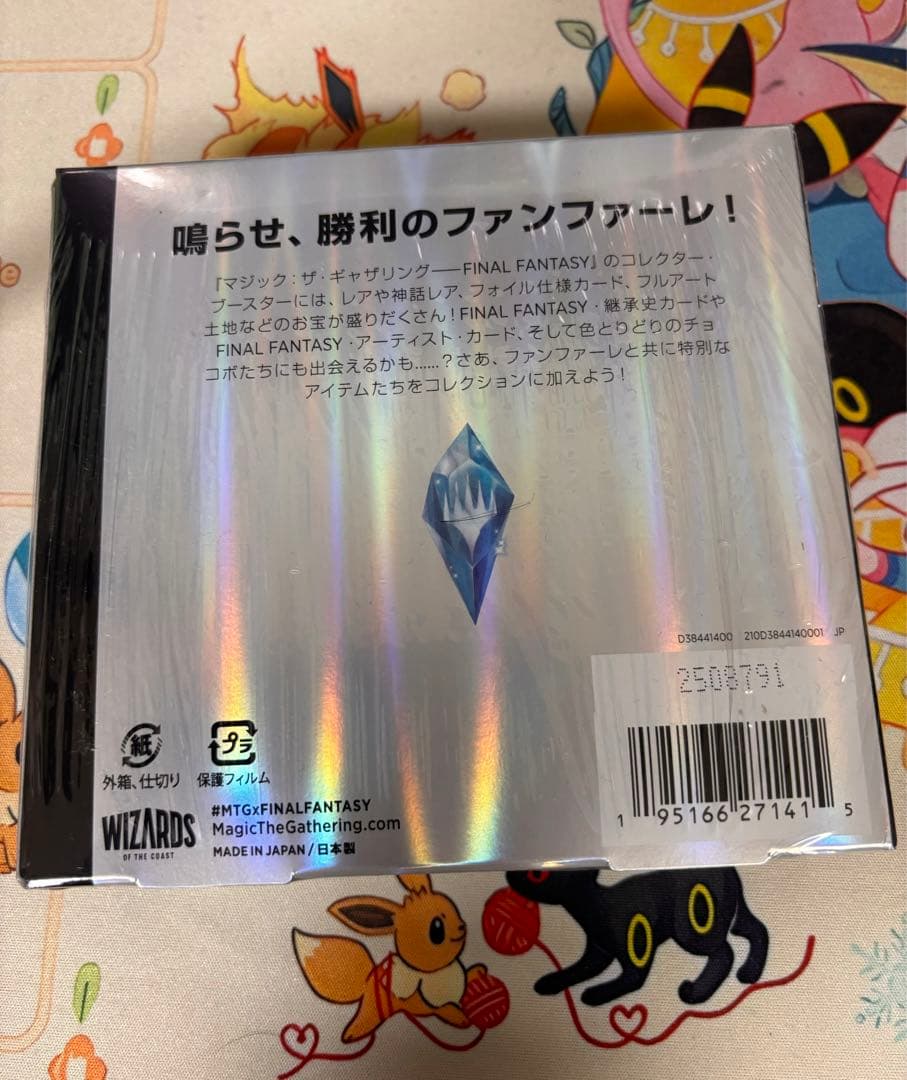 鳴らせ、勝利のファンファーレ!
『マジック:ザ・ギャザリング――FINAL FANTASY』のコレクター・
ブースターには、レアや神話レア、フォイル仕様カード、フルアート
土地などのお宝が盛りだくさん!FINAL FANTASY・継承史カードや
FINAL FANTASY・アーティスト・カード、そして色とりどりのチョ
コボたちにも出会えるかも……?さあ、ファンファーレと共に特別な
アイテムたちをコレクションに加えよう!
D38441400 210D3844140001 JP
2508791
紙
プラ
外箱、仕切り
保護フィルム
#MTGxFINALFANTASY
MagicTheGathering.com
MADE IN JAPAN / 日本製
WIZARDS
OF THE COAST
1 95166 27141 5